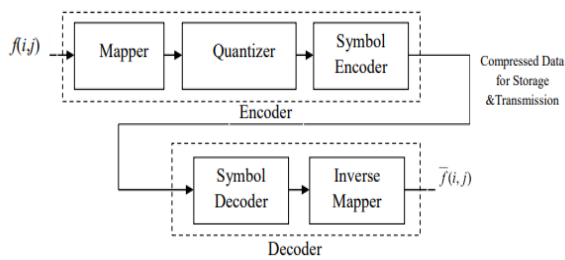 f(i,j)
Mapper
Quantizer
Symbol
Encoder
Compressed Data
for Storage
&Transmission
Encoder
Symbol
Decoder
Inverse
Mapper
f̅(i, j)
Decoder